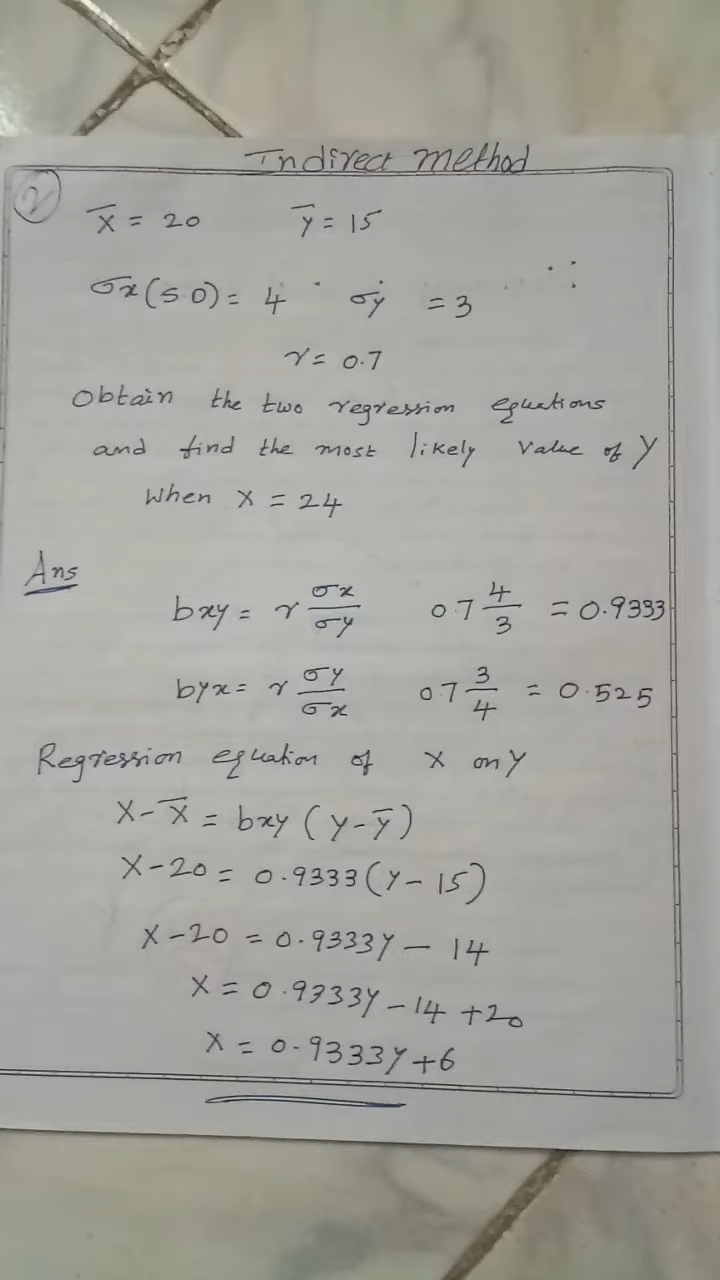 Indirect method
2
x̅ = 20 y̅ = 15
σx(S.D) = 4 σy = 3
r = 0.7
Obtain the two regression equations
and find the most likely value of Y
When x = 24
Ans
bxy = r σx/σy 0.7 4/3 = 0.9333
byx = r σy/σx 0.7 3/4 = 0.525
Regression equation of X on Y
X - X̅ = bxy (Y - Y̅)
X - 20 = 0.9333(Y - 15)
X - 20 = 0.9333Y - 14
X = 0.9333Y - 14 + 20
X = 0.9333Y + 6